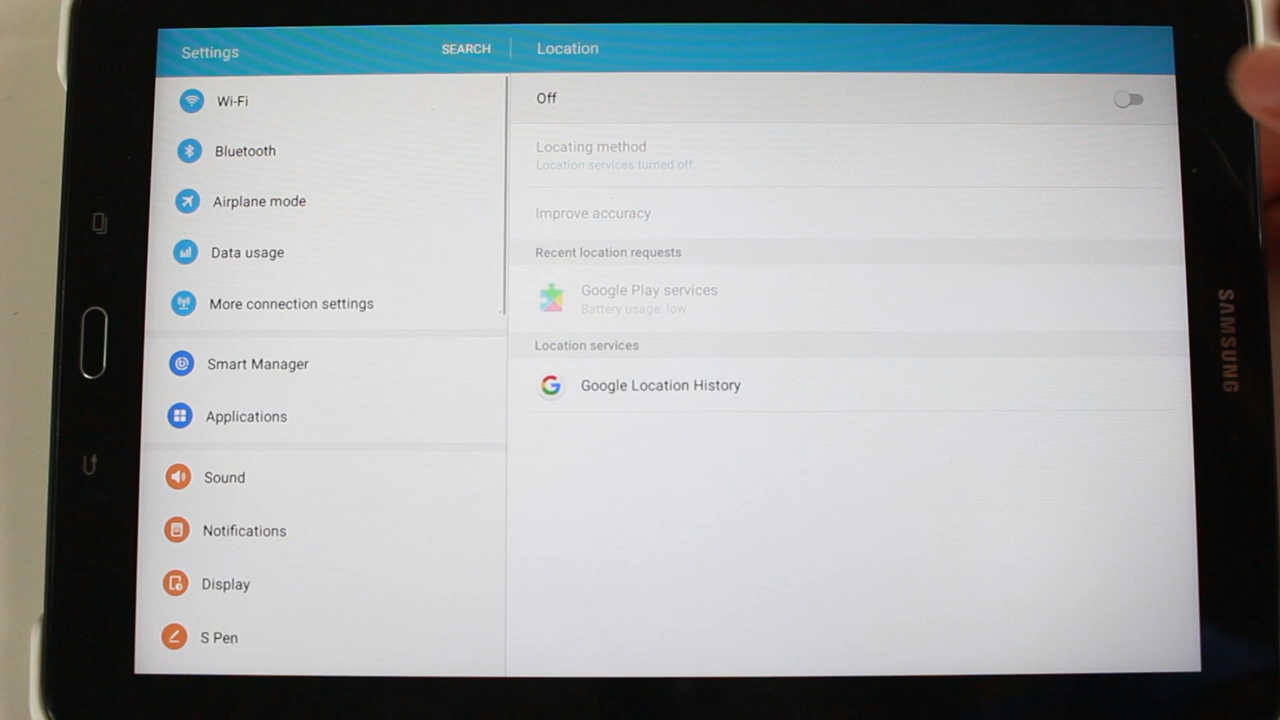 Settings
SEARCH
Location
Wi-Fi
Bluetooth
Airplane mode
Data usage
More connection settings
Smart Manager
Applications
Sound
Notifications
Display
S Pen
Off
Locating method
Location services turned off.
Improve accuracy
Recent location requests
Google Play services
Battery usage: low
Location services
Google Location History
SAMSUNG